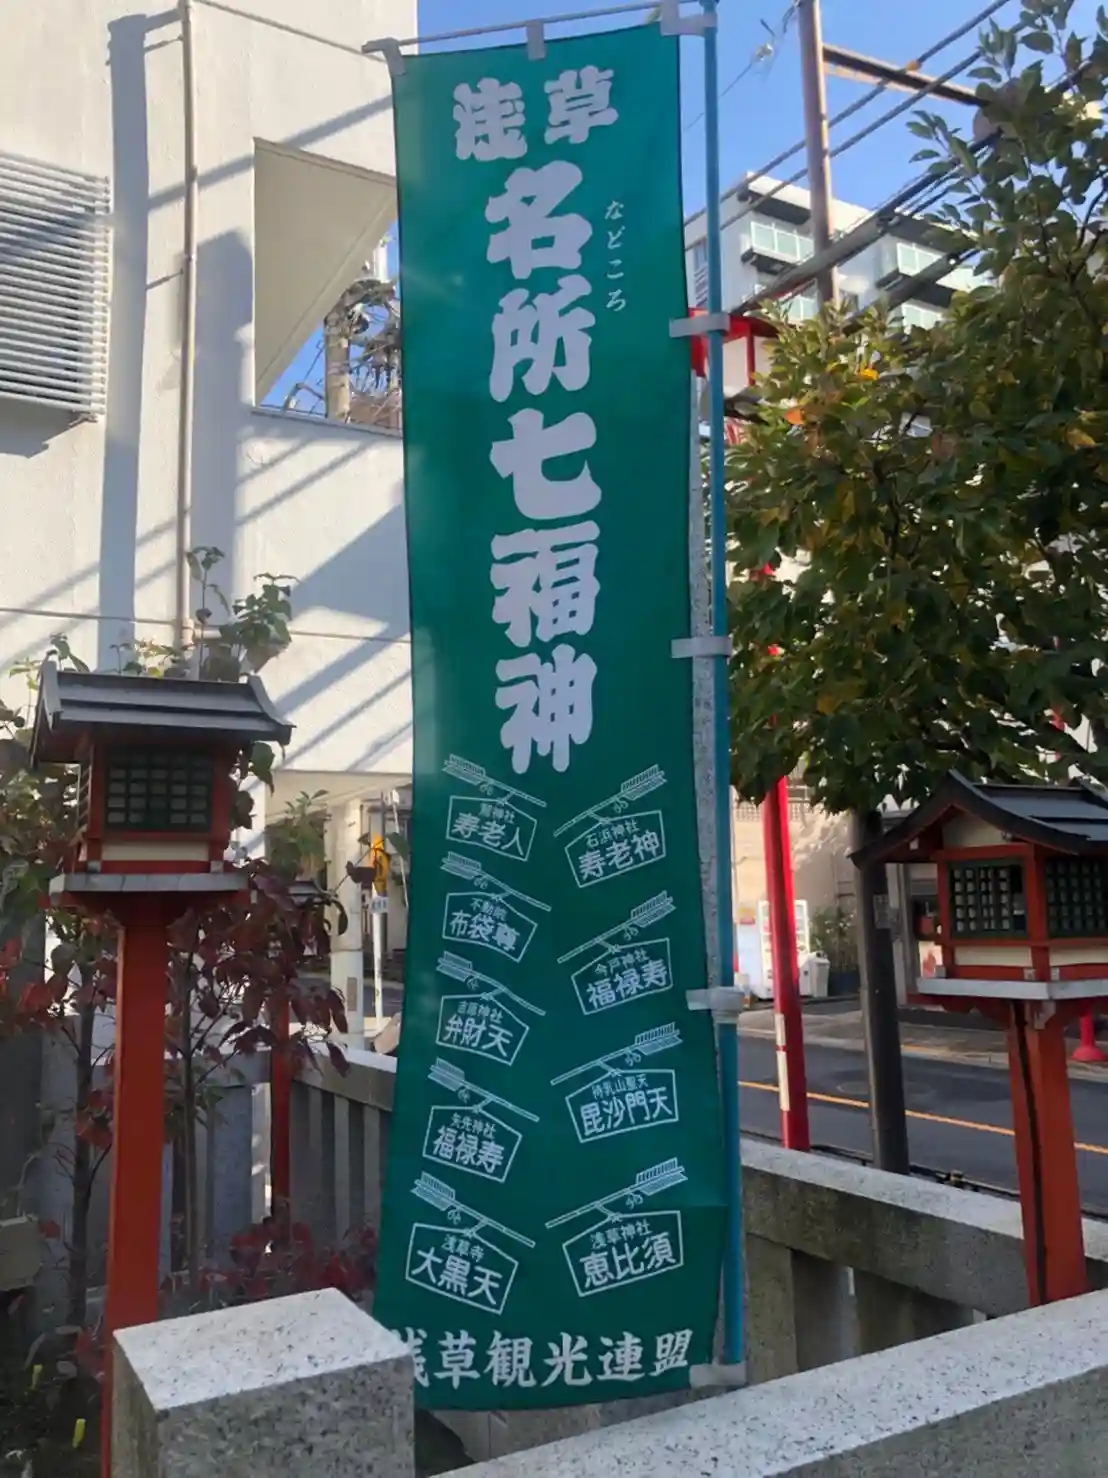 浅草
名所七福神
などころ
石浜神社
寿老神
鷲神社
寿老人
今戸神社
福禄寿
不動院
布袋尊
待乳山聖天
毘沙門天
吉原神社
弁財天
浅草神社
恵比須
矢先神社
福禄寿
浅草寺
大黒天
浅草観光連盟